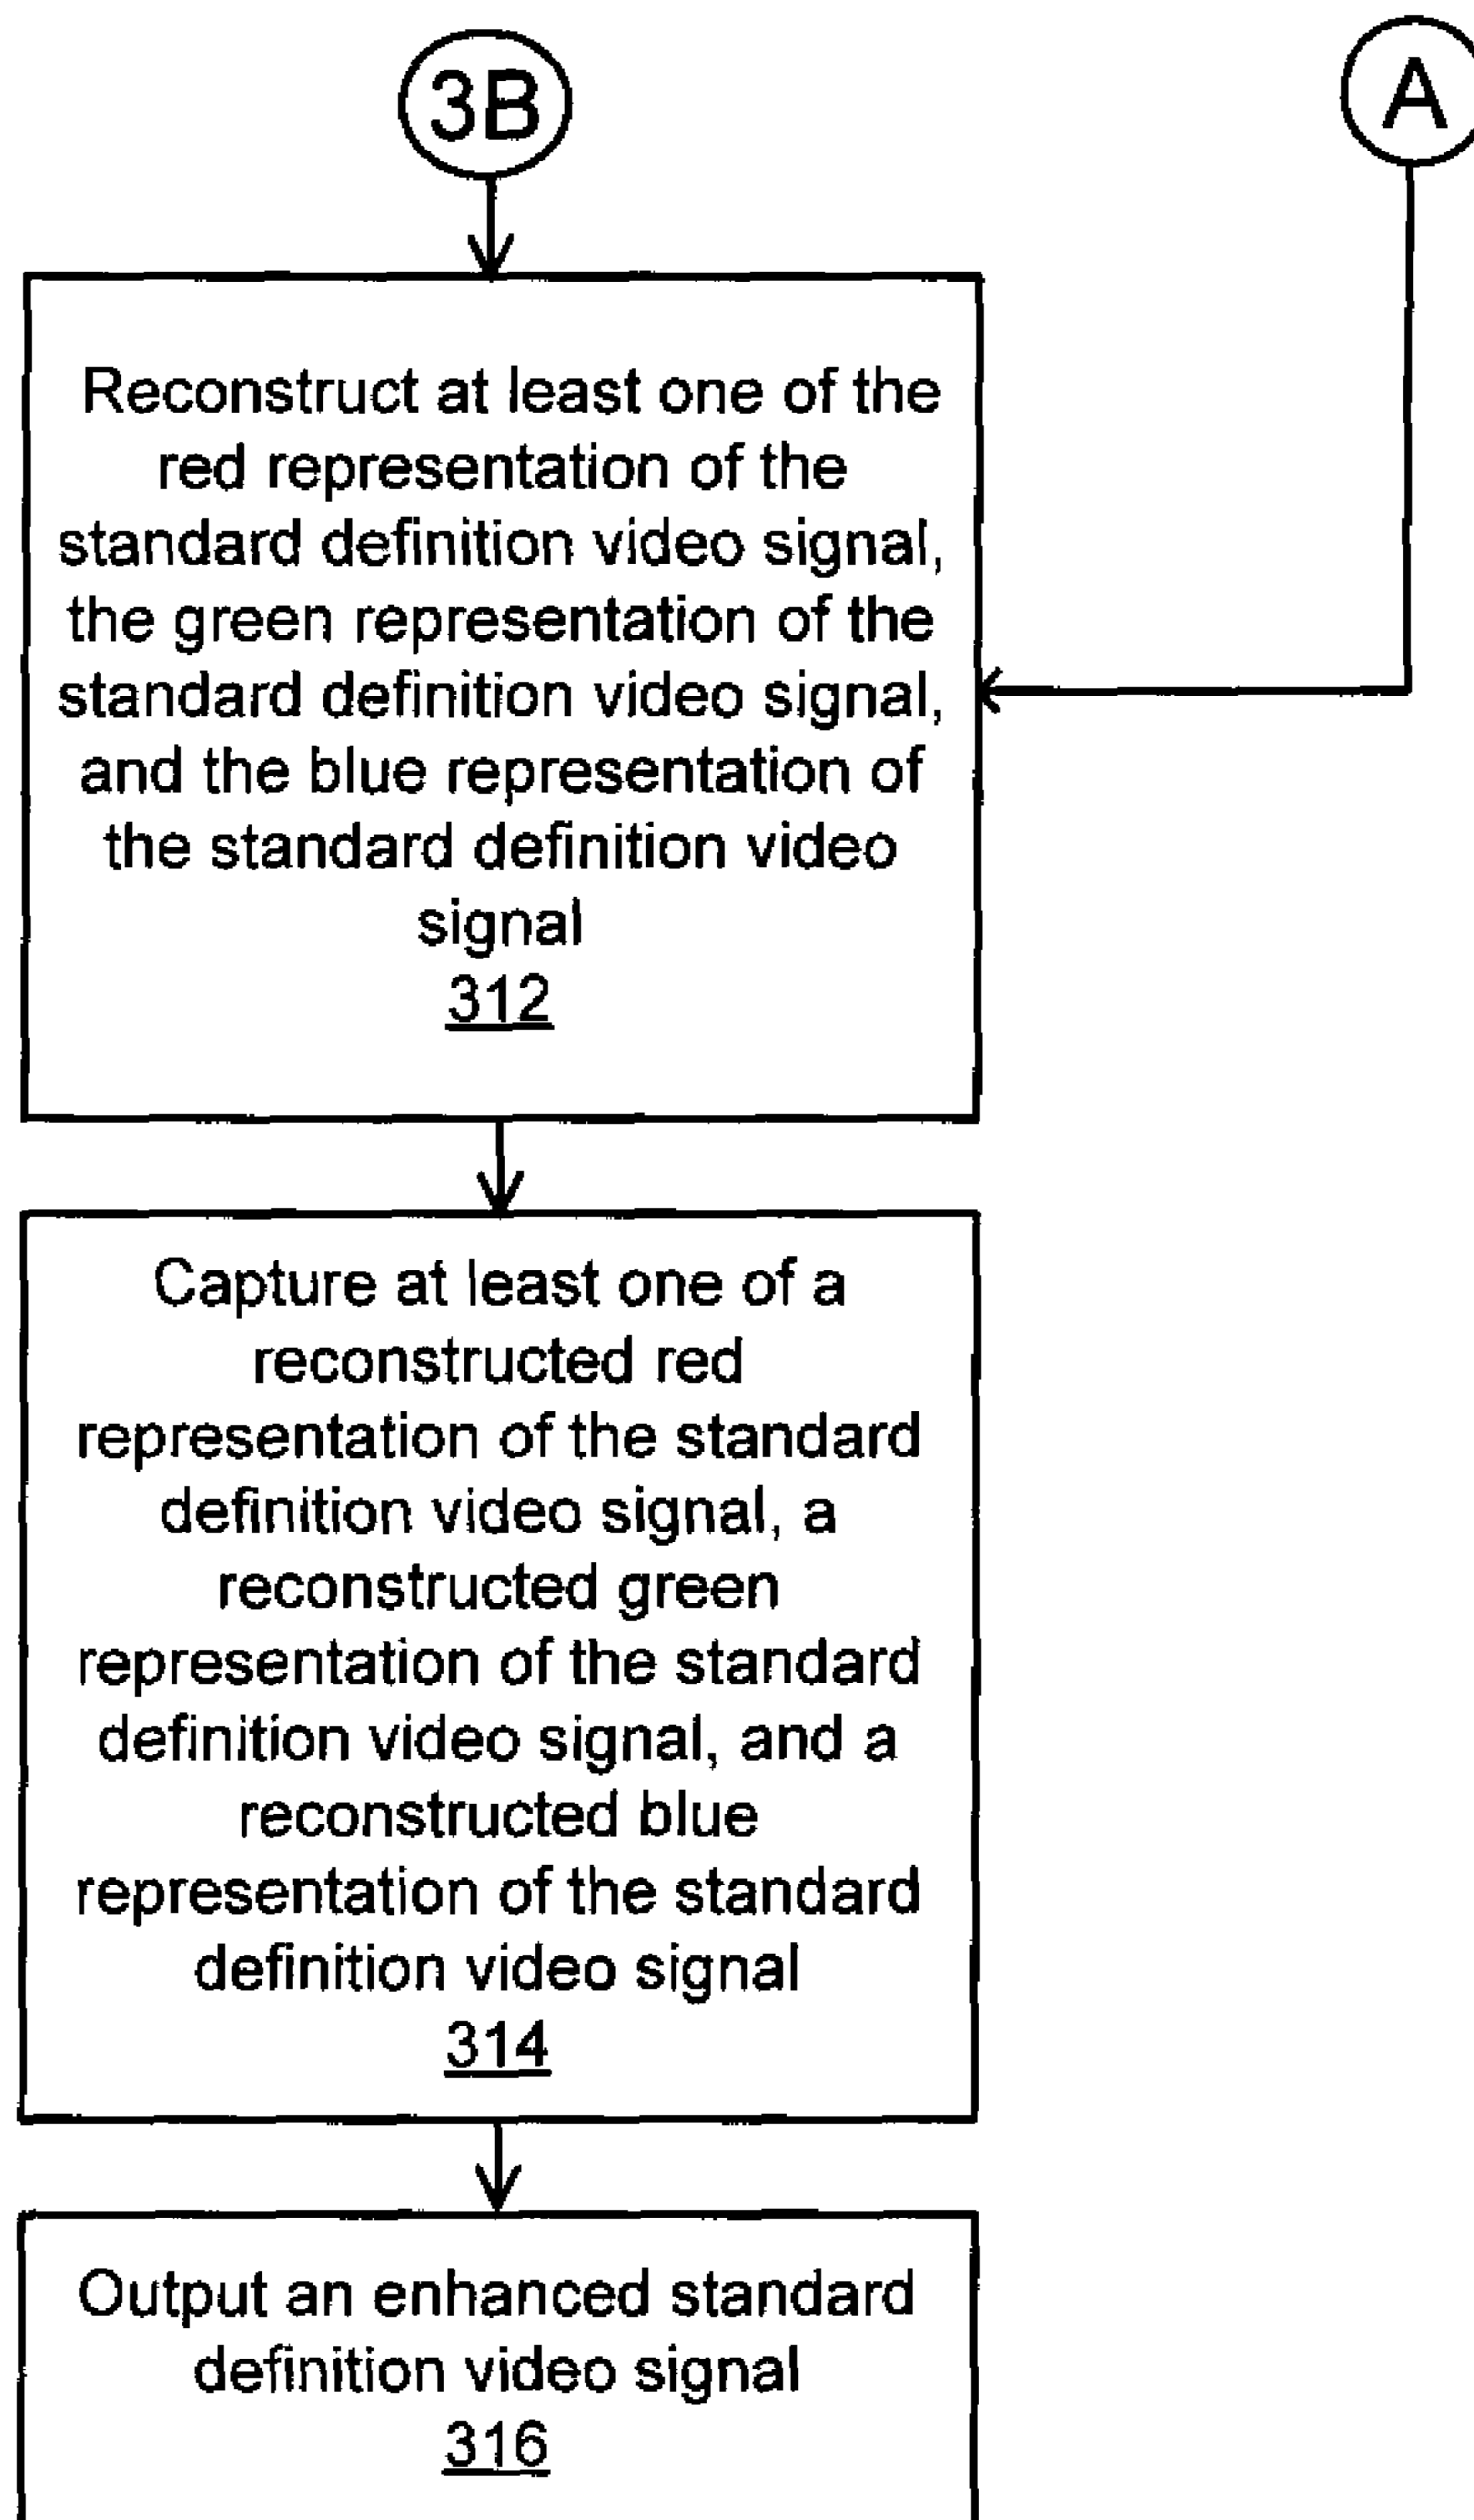 3B
A
Reconstruct at least one of the
red representation of the
standard definition video signal,
the green representation of the
standard definition video signal,
and the blue representation of
the standard definition video
signal
312
Capture at least one of a
reconstructed red
representation of the standard
definition video signal, a
reconstructed green
representation of the standard
definition video signal, and a
reconstructed blue
representation of the standard
definition video signal
314
Output an enhanced standard
definition video signal
316